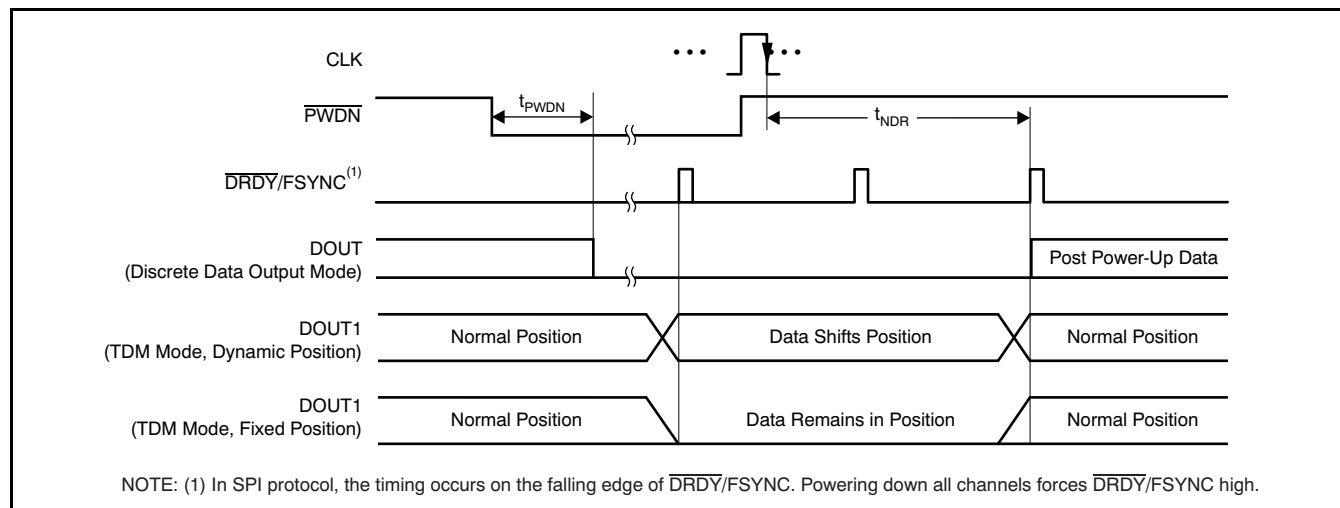 CLK
• • •
• • •
PWDN
tPWDN
tNDR
DRDY/FSYNC(1)
DOUT
(Discrete Data Output Mode)
Post Power-Up Data
DOUT1
(TDM Mode, Dynamic Position)
Normal Position
Data Shifts Position
Normal Position
DOUT1
(TDM Mode, Fixed Position)
Normal Position
Data Remains in Position
Normal Position
NOTE: (1) In SPI protocol, the timing occurs on the falling edge of DRDY/FSYNC. Powering down all channels forces DRDY/FSYNC high.